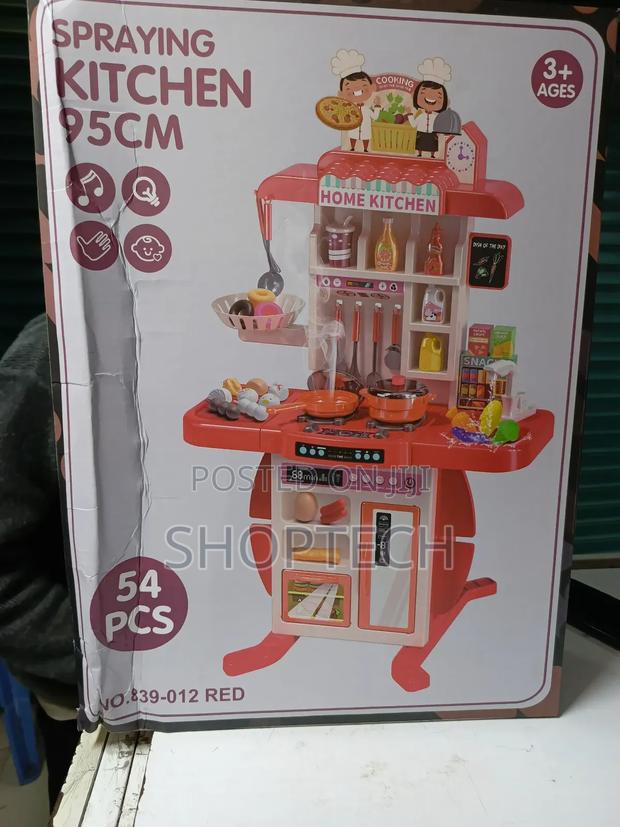 SPRAYING
KITCHEN
95CM
3+
AGES
COOKING
HOME KITCHEN
DISH OF THE DAY
SNACK
68min
POSTED ON JIJI
SHOPTECH
54
PCS
NO.839-012 RED